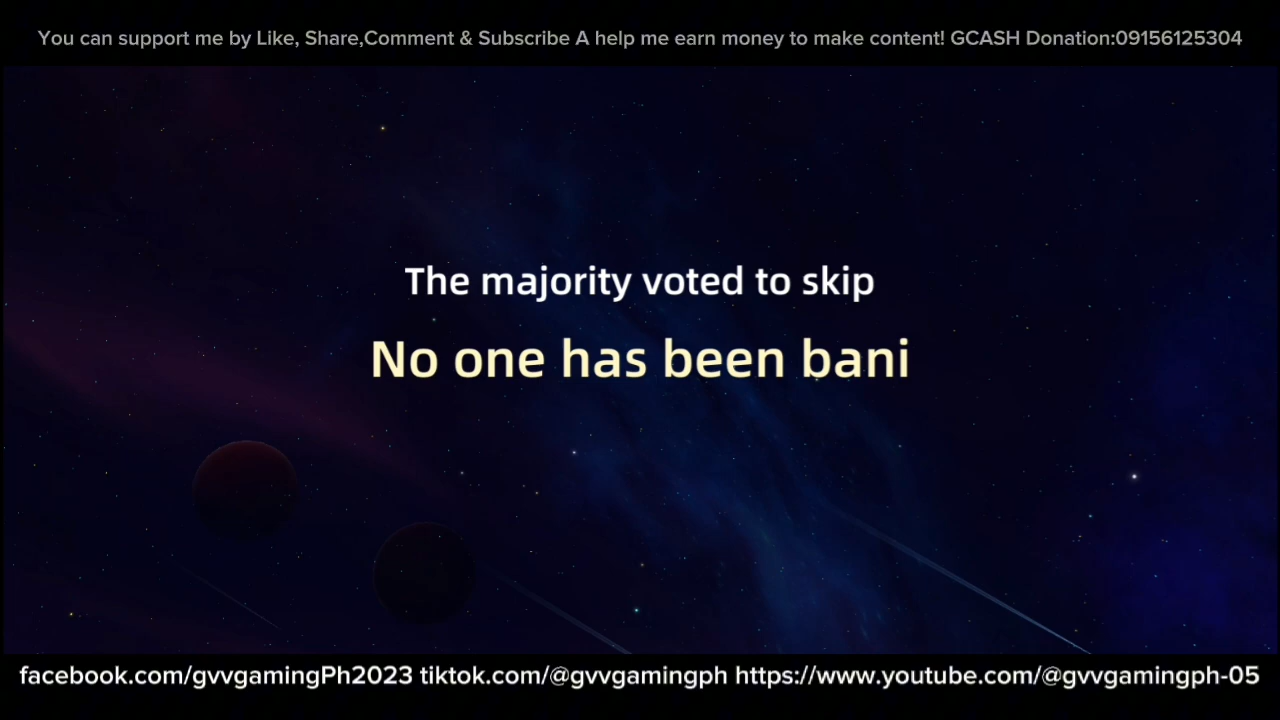 You can support me by Like, Share,Comment & Subscribe A help me earn money to make content! GCASH Donation:09156125304
The majority voted to skip
No one has been bani
facebook.com/gvvgamingPh2023 tiktok.com/@gvvgamingph https://www.youtube.com/@gvvgamingph-05